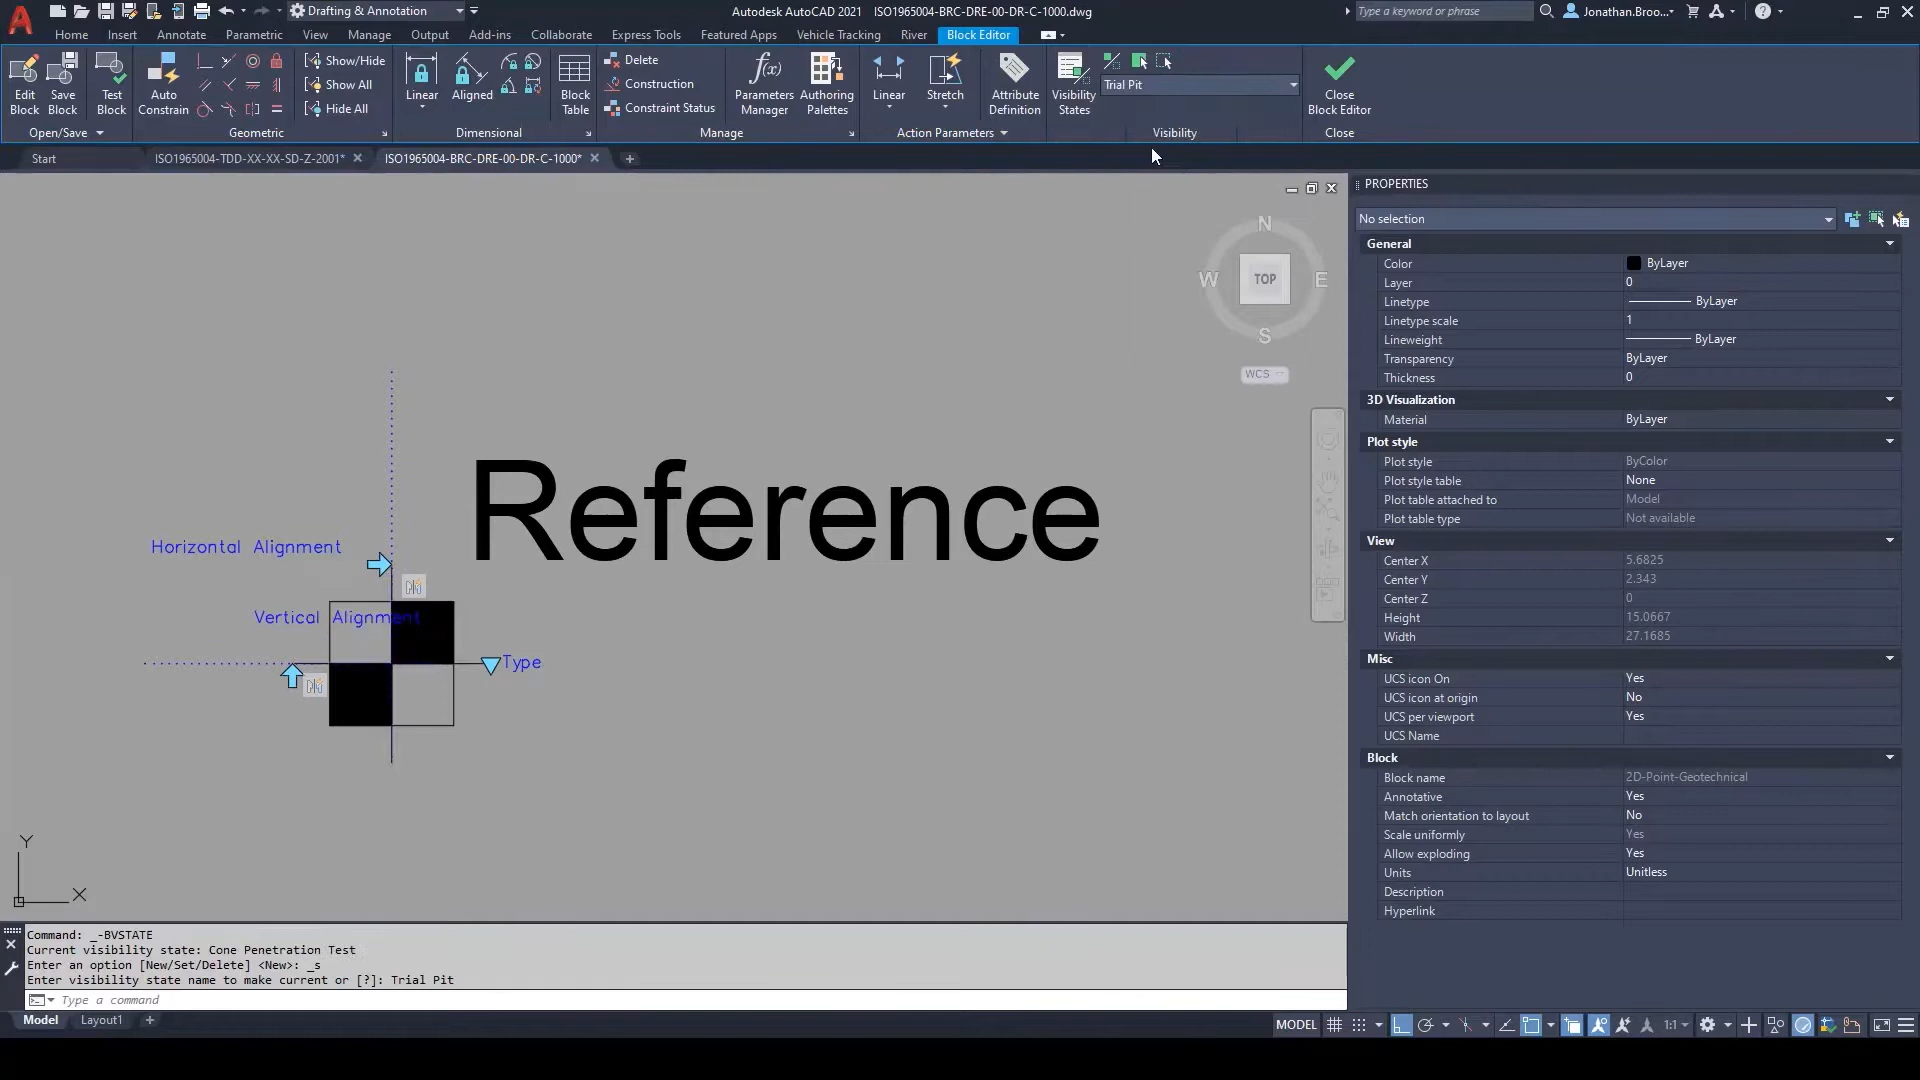 Drafting & Annotation
Autodesk AutoCAD 2021 ISO1965004-BRC-DRE-00-DR-C-1000.dwg
Type a keyword or phrase
Jonathan.Broo...
Home Insert Annotate Parametric View Manage Output Add-ins Collaborate Express Tools Featured Apps Vehicle Tracking River Block Editor
Edit Block
Save Block
Test Block
Auto Constrain
Show/Hide
Show All
Hide All
Linear
Aligned
Block Table
Delete
Construction
Constraint Status
Parameters Manager
Authoring Palettes
Linear
Stretch
Attribute Definition
Visibility States
Trial Pit
Close Block Editor
Open/Save Geometric Dimensional Manage Action Parameters Visibility Close
Start ISO1965004-TDD-XX-XX-SD-Z-2001* ISO1965004-BRC-DRE-00-DR-C-1000*
N
W TOP E
S
WCS
Reference
Horizontal Alignment
Vertical Alignment
Type
Y
X
PROPERTIES
No selection
General
Color ByLayer
Layer 0
Linetype ByLayer
Linetype scale 1
Lineweight ByLayer
Transparency ByLayer
Thickness 0
3D Visualization
Material ByLayer
Plot style
Plot style ByColor
Plot style table None
Plot table attached to Model
Plot table type Not available
View
Center X 5.6825
Center Y 2.343
Center Z 0
Height 15.0667
Width 27.1685
Misc
UCS icon On Yes
UCS icon at origin No
UCS per viewport Yes
UCS Name
Block
Block name 2D-Point-Geotechnical
Annotative Yes
Match orientation to layout No
Scale uniformly Yes
Allow exploding Yes
Units Unitless
Description
Hyperlink
Command: _-BVSTATE
Current visibility state: Cone Penetration Test
Enter an option [New/Set/Delete] <New>: _s
Enter visibility state name to make current or [?]: Trial Pit
Type a command
Model Layout1
MODEL 1:1